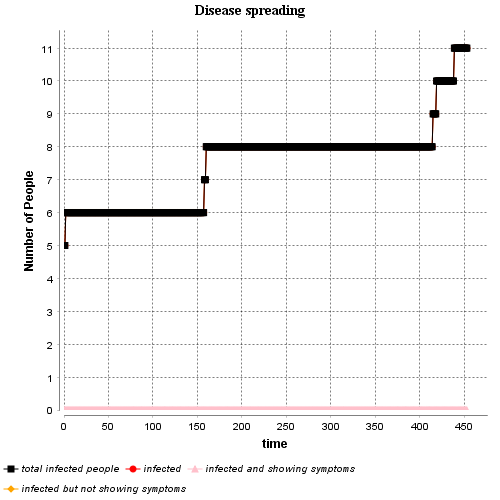 Disease spreading
11
10
9
8
7
6
5
4
3
2
1
0
Number of People
0 50 100 150 200 250 300 350 400 450
time
total infected people infected infected and showing symptoms
infected but not showing symptoms